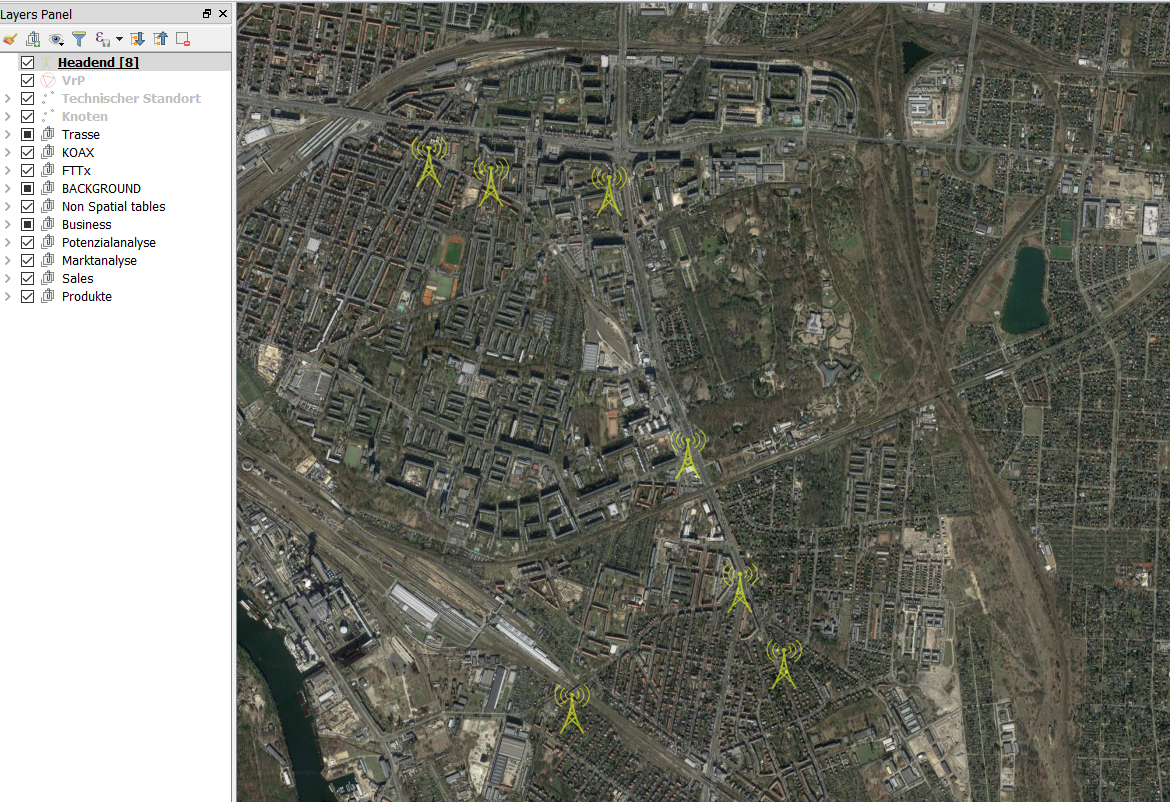 Layers Panel
Headend [8]
VrP
Technischer Standort
Knoten
Trasse
KOAX
FTTx
BACKGROUND
Non Spatial tables
Business
Potenzialanalyse
Marktanalyse
Sales
Produkte